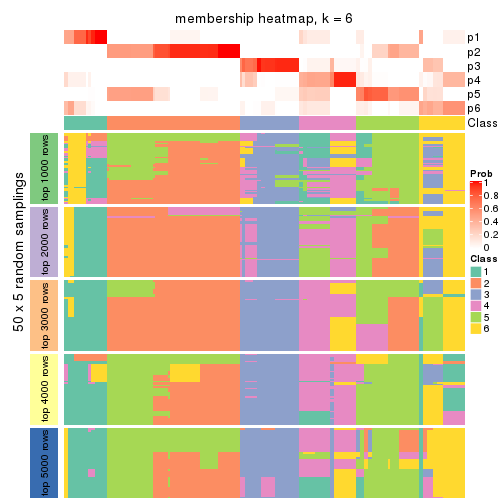 membership heatmap, k = 6
p1
p2
p3
p4
p5
p6
Class
50 x 5 random samplings
top 1000 rows
top 2000 rows
top 3000 rows
top 4000 rows
top 5000 rows
Prob
1
0.8
0.6
0.4
0.2
0
Class
1
2
3
4
5
6